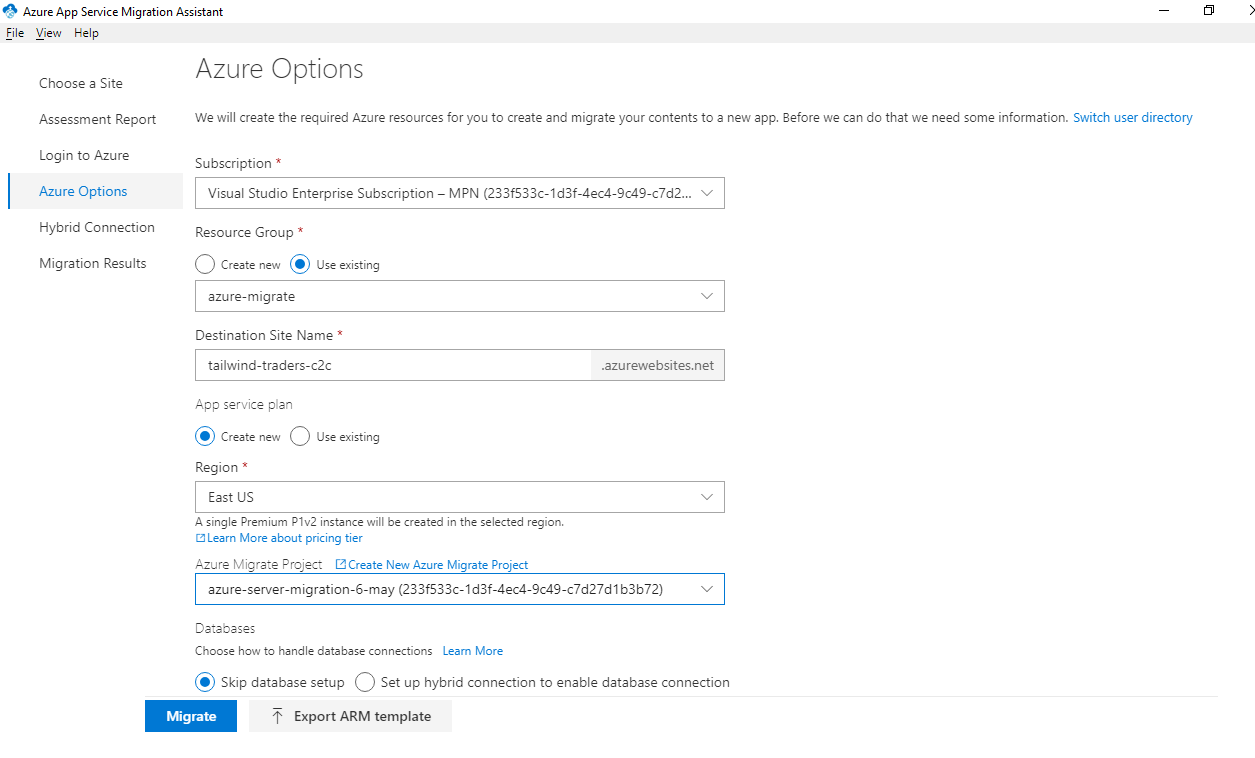 Azure App Service Migration Assistant
File View Help
Choose a Site
Assessment Report
Login to Azure
Azure Options
Hybrid Connection
Migration Results
Azure Options
We will create the required Azure resources for you to create and migrate your contents to a new app. Before we can do that we need some information. Switch user directory
Subscription *
Visual Studio Enterprise Subscription – MPN (233f533c-1d3f-4ec4-9c49-c7d2...
Resource Group *
Create new Use existing
azure-migrate
Destination Site Name *
tailwind-traders-c2c .azurewebsites.net
App service plan
Create new Use existing
Region *
East US
A single Premium P1v2 instance will be created in the selected region.
Learn More about pricing tier
Azure Migrate Project Create New Azure Migrate Project
azure-server-migration-6-may (233f533c-1d3f-4ec4-9c49-c7d27d1b3b72)
Databases
Choose how to handle database connections Learn More
Skip database setup Set up hybrid connection to enable database connection
Migrate Export ARM template